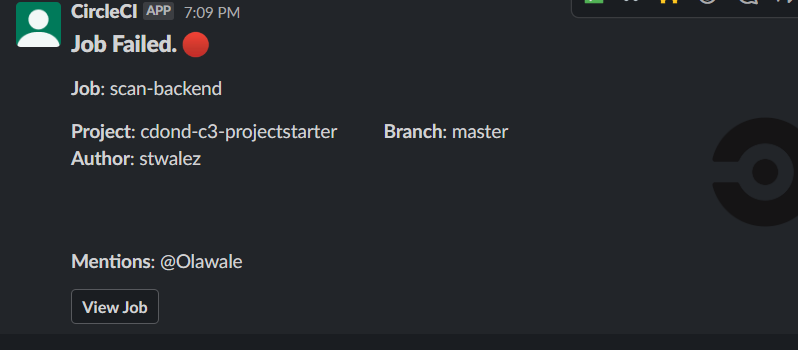 CircleCI APP 7:09 PM
Job Failed.
Job: scan-backend
Project: cdond-c3-projectstarter Branch: master
Author: stwalez
Mentions: @Olawale
View Job